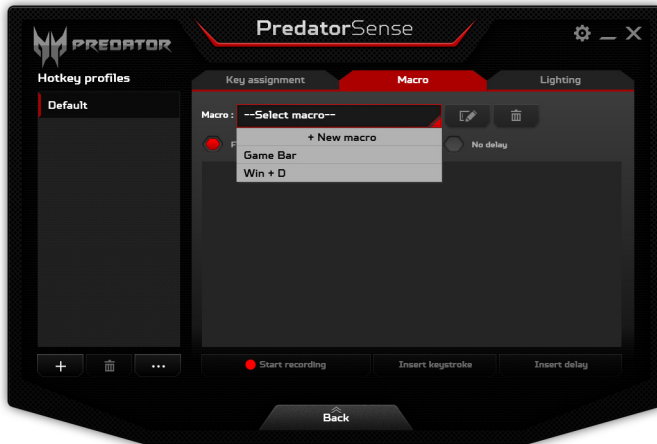 PredatorSense
PREDATOR
Hotkey profiles
Key assignment
Macro
Lighting
Default
Macro :
--Select macro--
+ New macro
No delay
Game Bar
Win + D
+
...
Start recording
Insert keystroke
Insert delay
Back